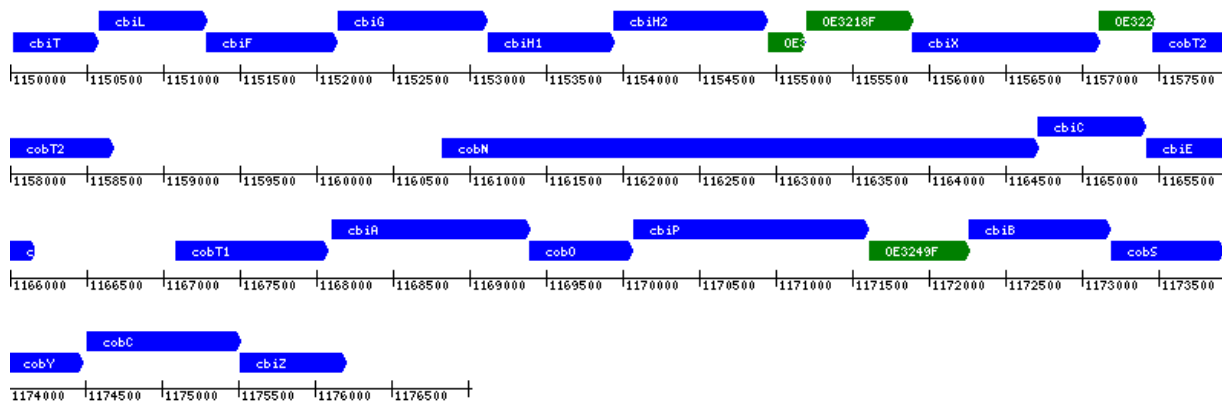 cbiL cbiG cbiH2 OE3218F OE322
cbiT cbiF cbiH1 OE3 cbiX cobT2
1150000 1150500 1151000 1151500 1152000 1152500 1153000 1153500 1154000 1154500 1155000 1155500 1156000 1156500 1157000 1157500
cbiC
cobT2 cobN cbiE
1158000 1158500 1159000 1159500 1160000 1160500 1161000 1161500 1162000 1162500 1163000 1163500 1164000 1164500 1165000 1165500
cbiA cbiP cbiB
c cobT1 cobO OE3249F cobS
1166000 1166500 1167000 1167500 1168000 1168500 1169000 1169500 1170000 1170500 1171000 1171500 1172000 1172500 1173000 1173500
cobC
cobY cbiZ
1174000 1174500 1175000 1175500 1176000 1176500